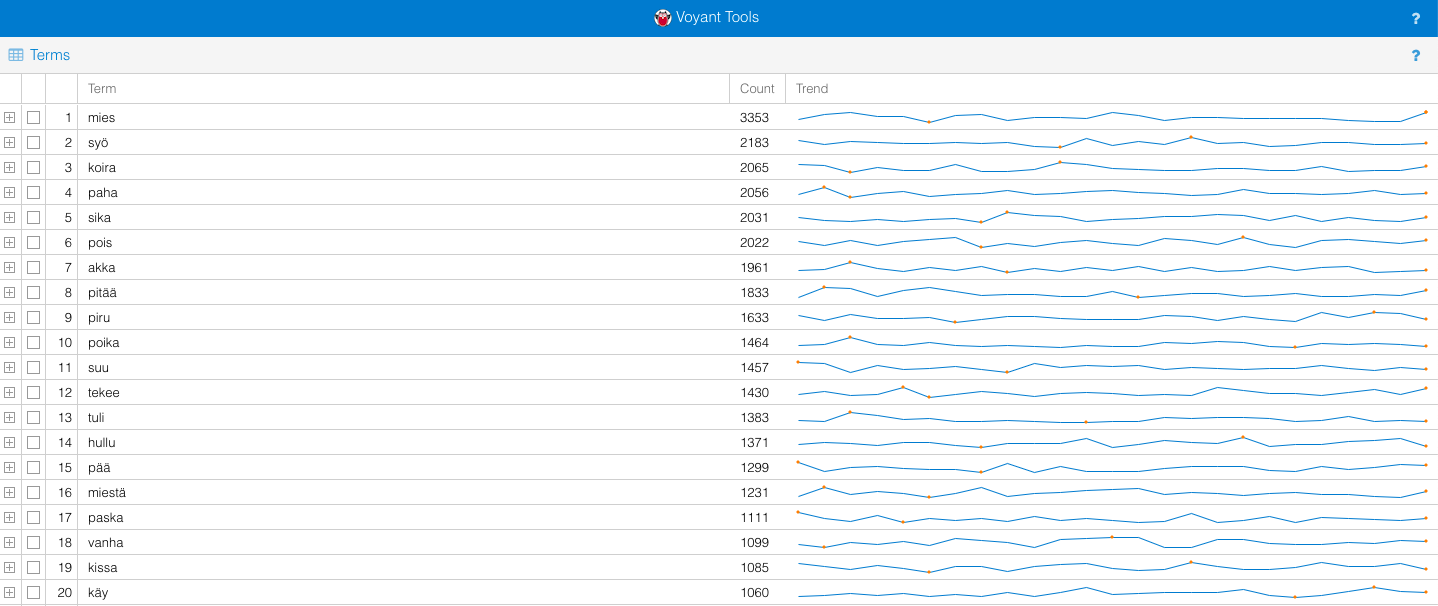 Voyant Tools ?
Terms ?
Term Count Trend
1 mies 3353
2 syö 2183
3 koira 2065
4 paha 2056
5 sika 2031
6 pois 2022
7 akka 1961
8 pitää 1833
9 piru 1633
10 poika 1464
11 suu 1457
12 tekee 1430
13 tuli 1383
14 hullu 1371
15 pää 1299
16 miestä 1231
17 paska 1111
18 vanha 1099
19 kissa 1085
20 käy 1060